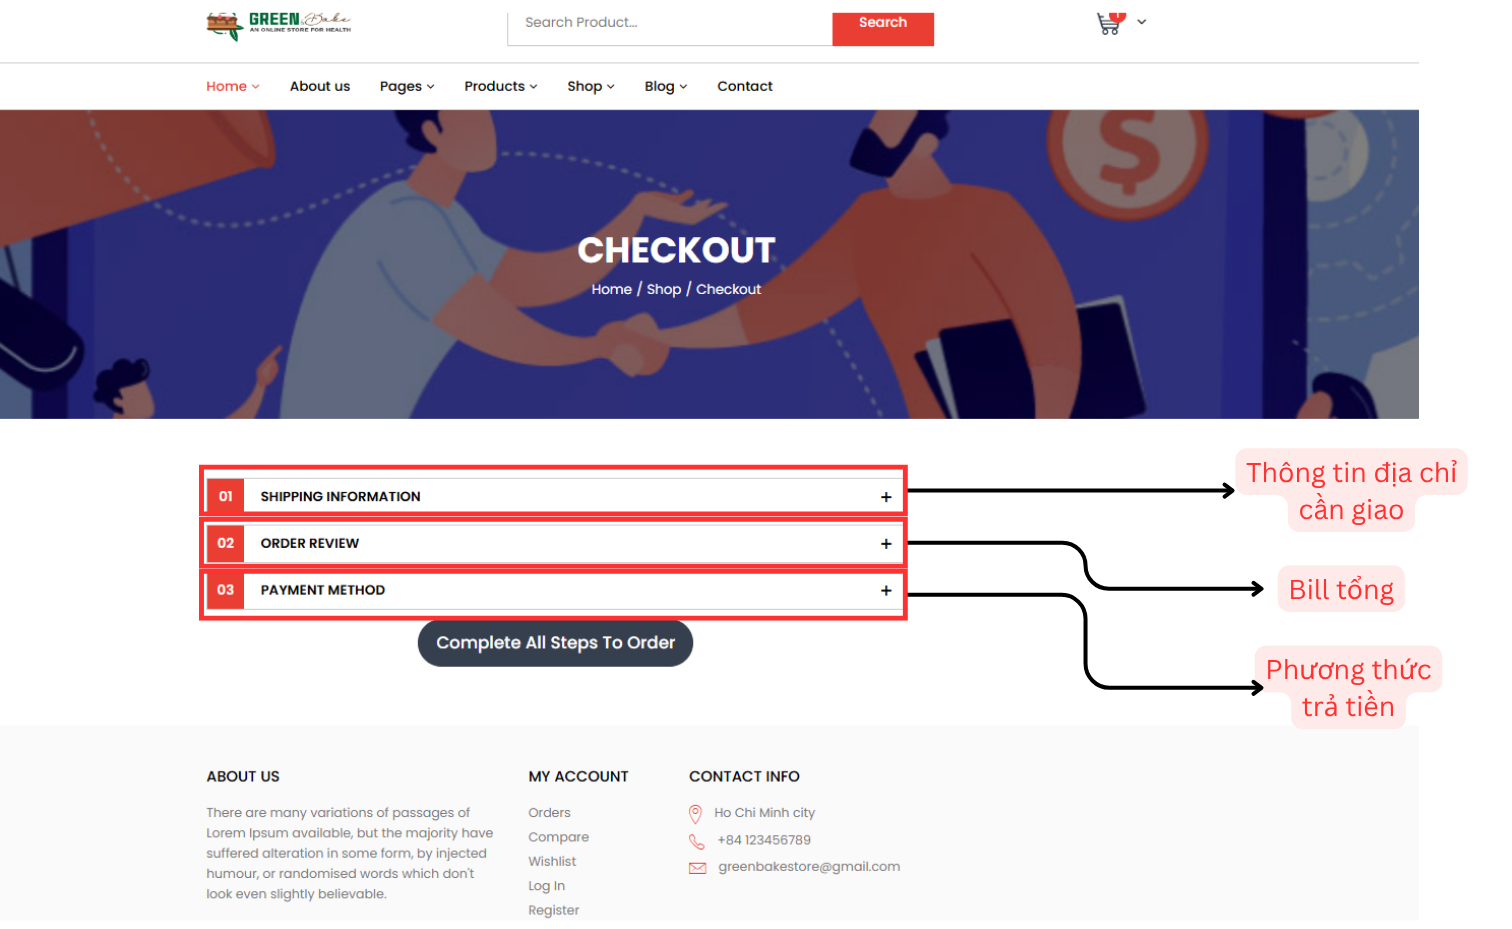 GREEN & Bake
AN ONLINE STORE FOR HEALTH
Search Product...
Search
1
Home
About us
Pages
Products
Shop
Blog
Contact
$
CHECKOUT
Home / Shop / Checkout
01 SHIPPING INFORMATION +
02 ORDER REVIEW +
03 PAYMENT METHOD +
Complete All Steps To Order
Thông tin địa chỉ
cần giao
Bill tổng
Phương thức
trả tiền
ABOUT US
There are many variations of passages of
Lorem Ipsum available, but the majority have
suffered alteration in some form, by injected
humour, or randomised words which don't
look even slightly believable.
MY ACCOUNT
Orders
Compare
Wishlist
Log In
Register
CONTACT INFO
Ho Chi Minh city
+84 123456789
greenbakestore@gmail.com